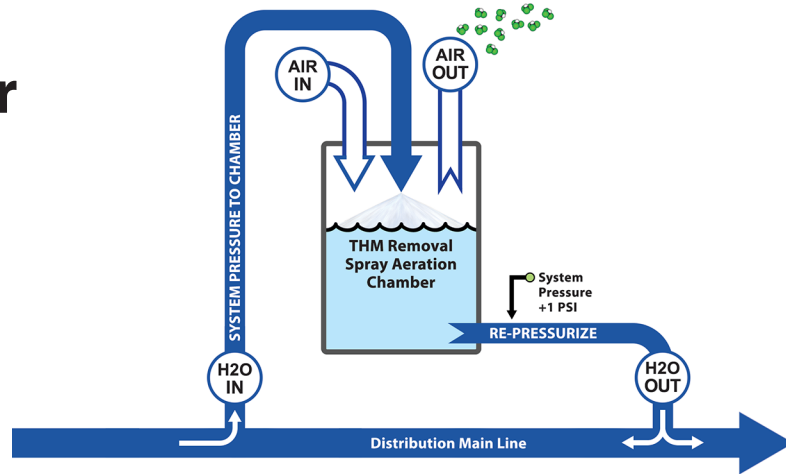 r
AIR
IN
AIR
OUT
SYSTEM PRESSURE TO CHAMBER
THM Removal
Spray Aeration
Chamber
System
Pressure
+1 PSI
RE-PRESSURIZE
H2O
IN
H2O
OUT
Distribution Main Line